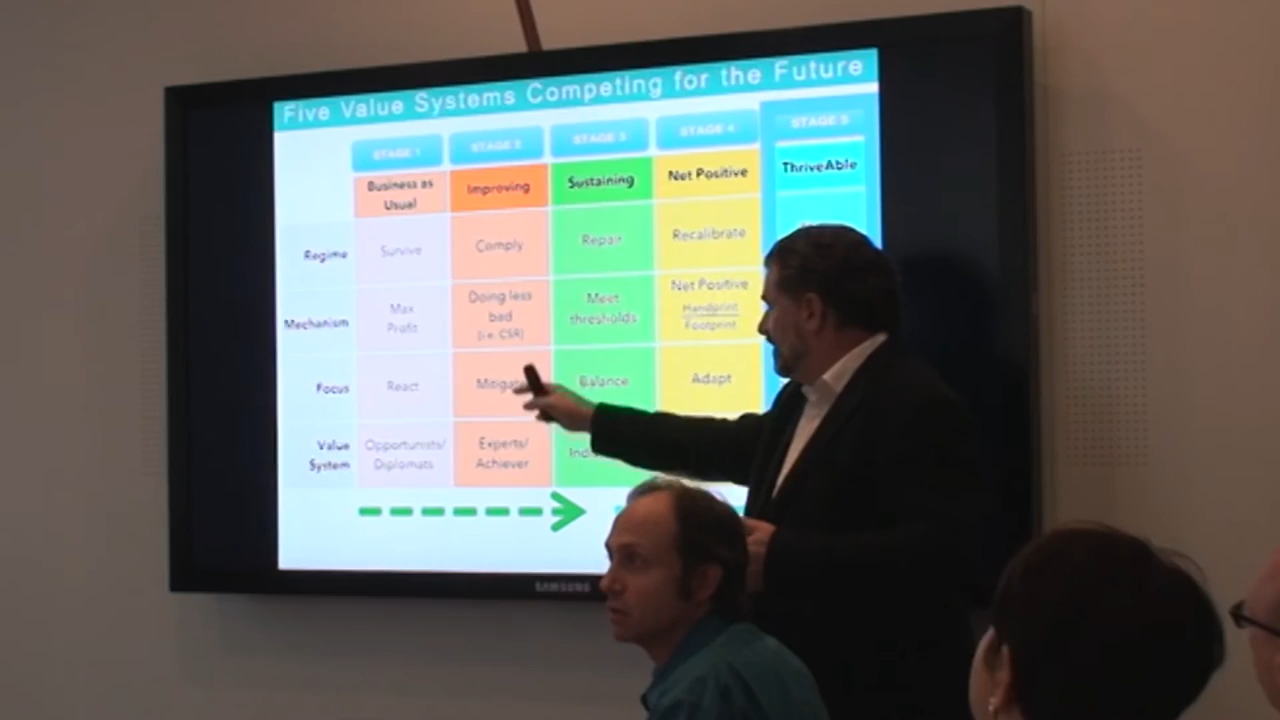 Five Value Systems Competing for the Future
STAGE 1 STAGE 2 STAGE 3 STAGE 4 STAGE 5
Business as
Usual
Improving
Sustaining
Net Positive
ThriveAble
Regime
Survive
Comply
Repair
Recalibrate
Mechanism
Max
Profit
Doing less
bad
(i.e. CSR)
Meet
thresholds
Net Positive
Handprint
Footprint
Focus
React
Mitigat
Balance
Adapt
Value
System
Opportunists/
Diplomats
Experts/
Achiever
Ind
SAMSUNG